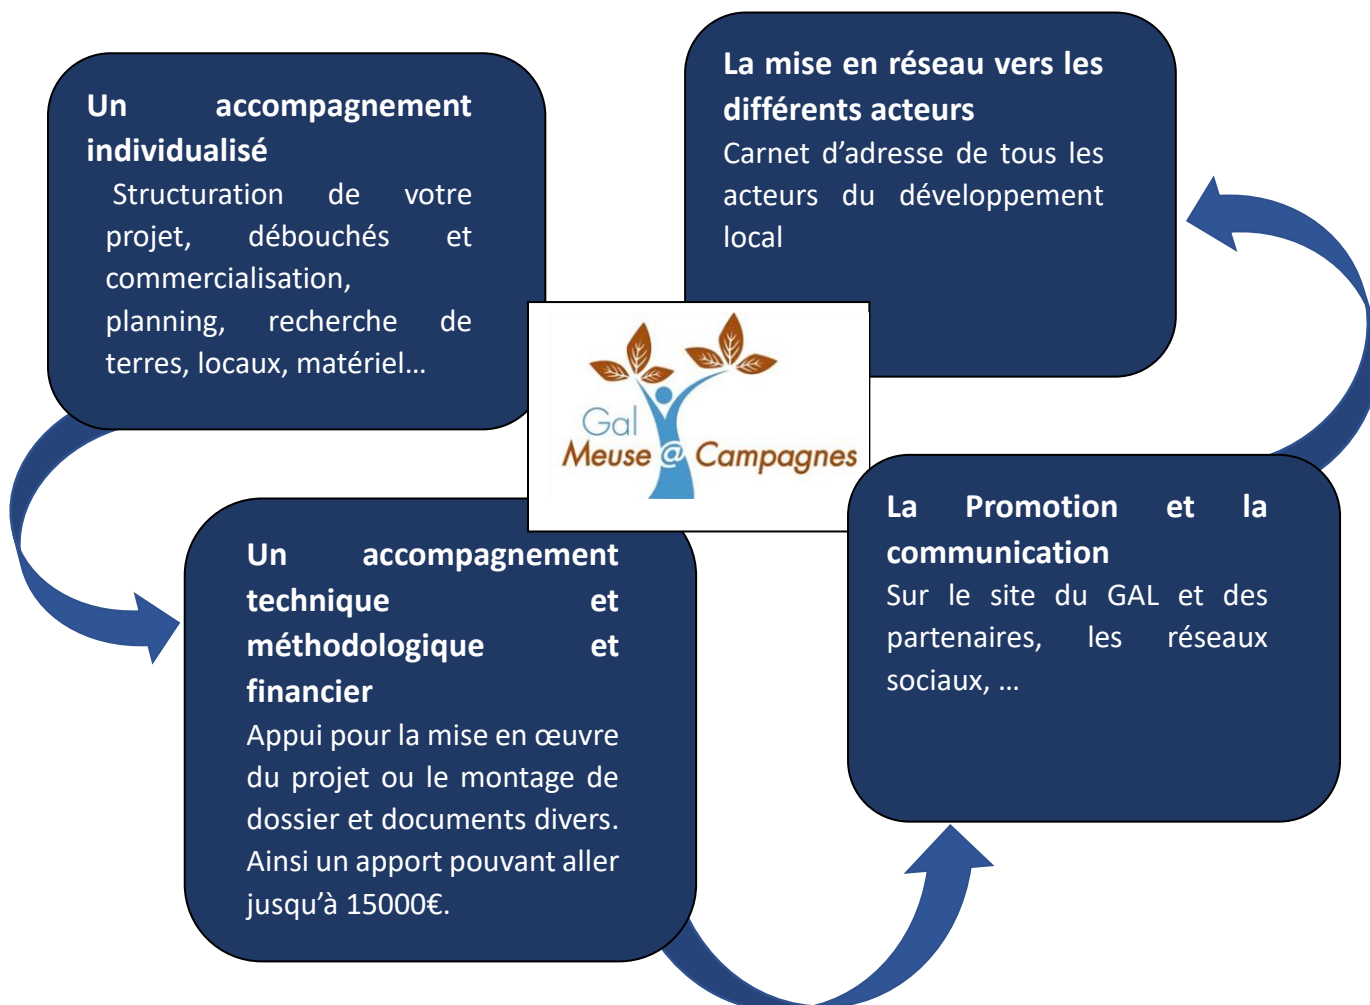 Un accompagnement
individualisé
Structuration de votre
projet, débouchés et
commercialisation,
planning, recherche de
terres, locaux, matériel…
Un accompagnement
technique et
méthodologique et
financier
Appui pour la mise en œuvre
du projet ou le montage de
dossier et documents divers.
Ainsi un apport pouvant aller
jusqu’à 15000€.
La Promotion et la
communication
Sur le site du GAL et des
partenaires, les réseaux
sociaux, …
La mise en réseau vers les
différents acteurs
Carnet d’adresse de tous les
acteurs du développement
local
Gal
Meuse @ Campagnes